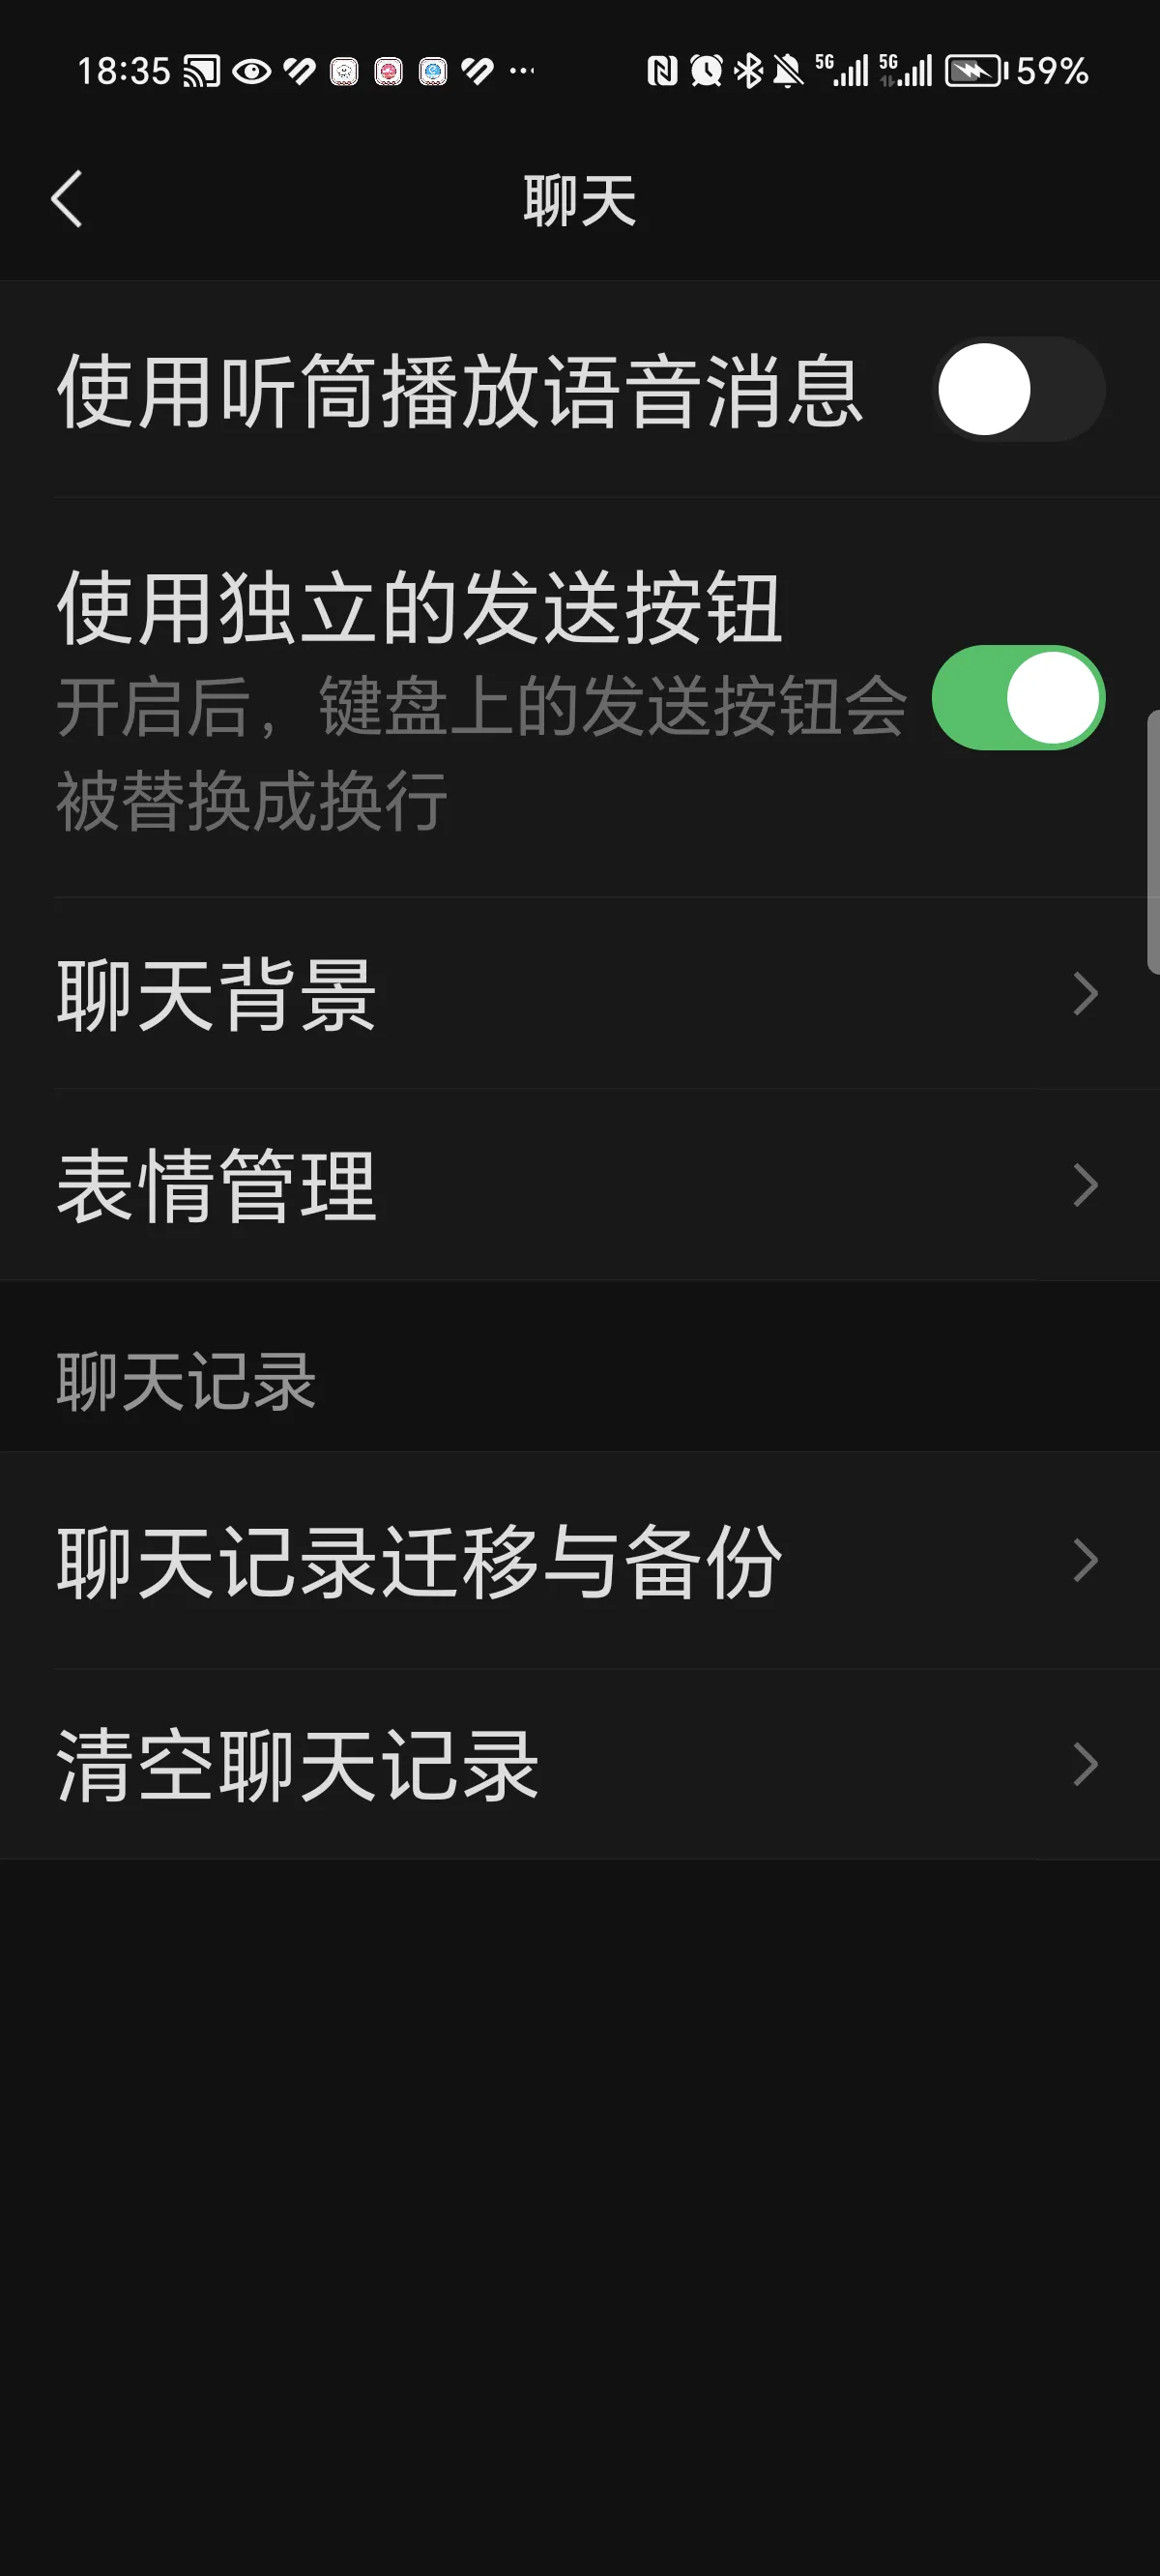 18:35 5G 5G 59%
聊天
使用听筒播放语音消息
使用独立的发送按钮
开启后，键盘上的发送按钮会
被替换成换行
聊天背景
表情管理
聊天记录
聊天记录迁移与备份
清空聊天记录